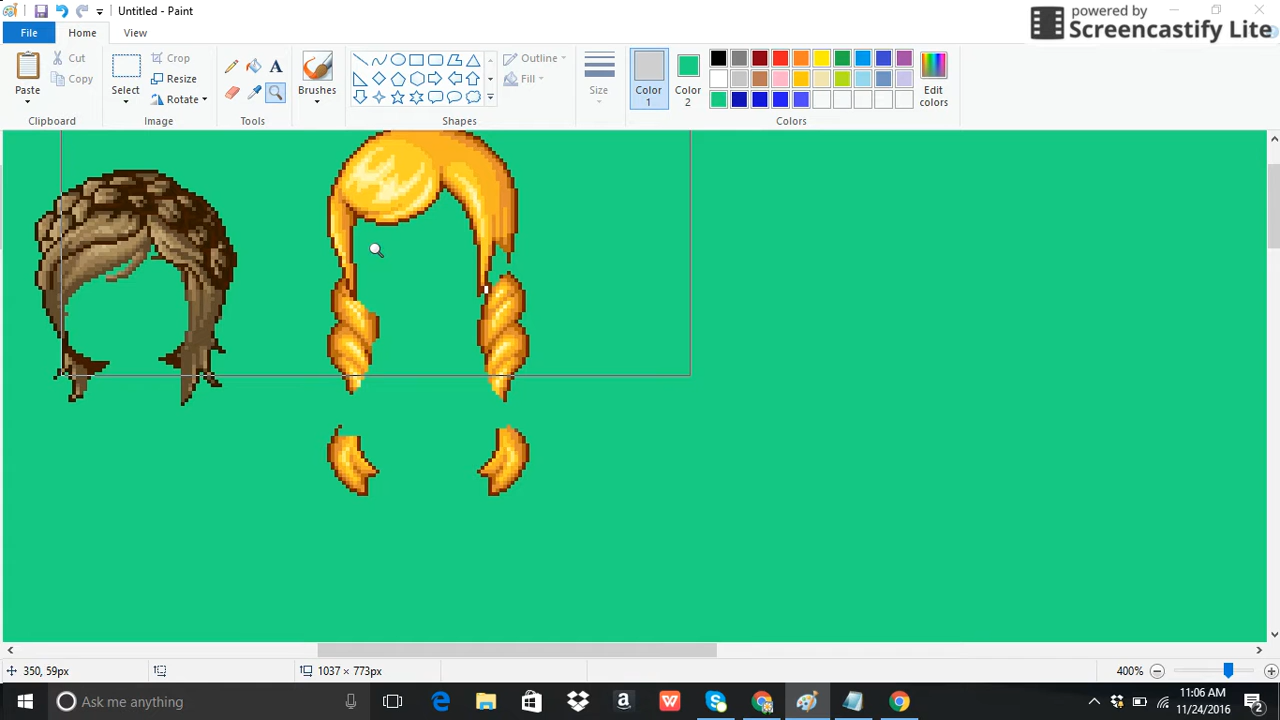 Untitled - Paint
powered by
Screencastify Lite
File
Home
View
Paste
Cut
Copy
Clipboard
Select
Crop
Resize
Rotate
Image
A
Tools
Brushes
Shapes
Outline
Fill
Size
Color
1
Color
2
Edit
colors
Colors
350, 59px
1037 × 773px
400%
Ask me anything
a
W
11:06 AM
11/24/2016
2